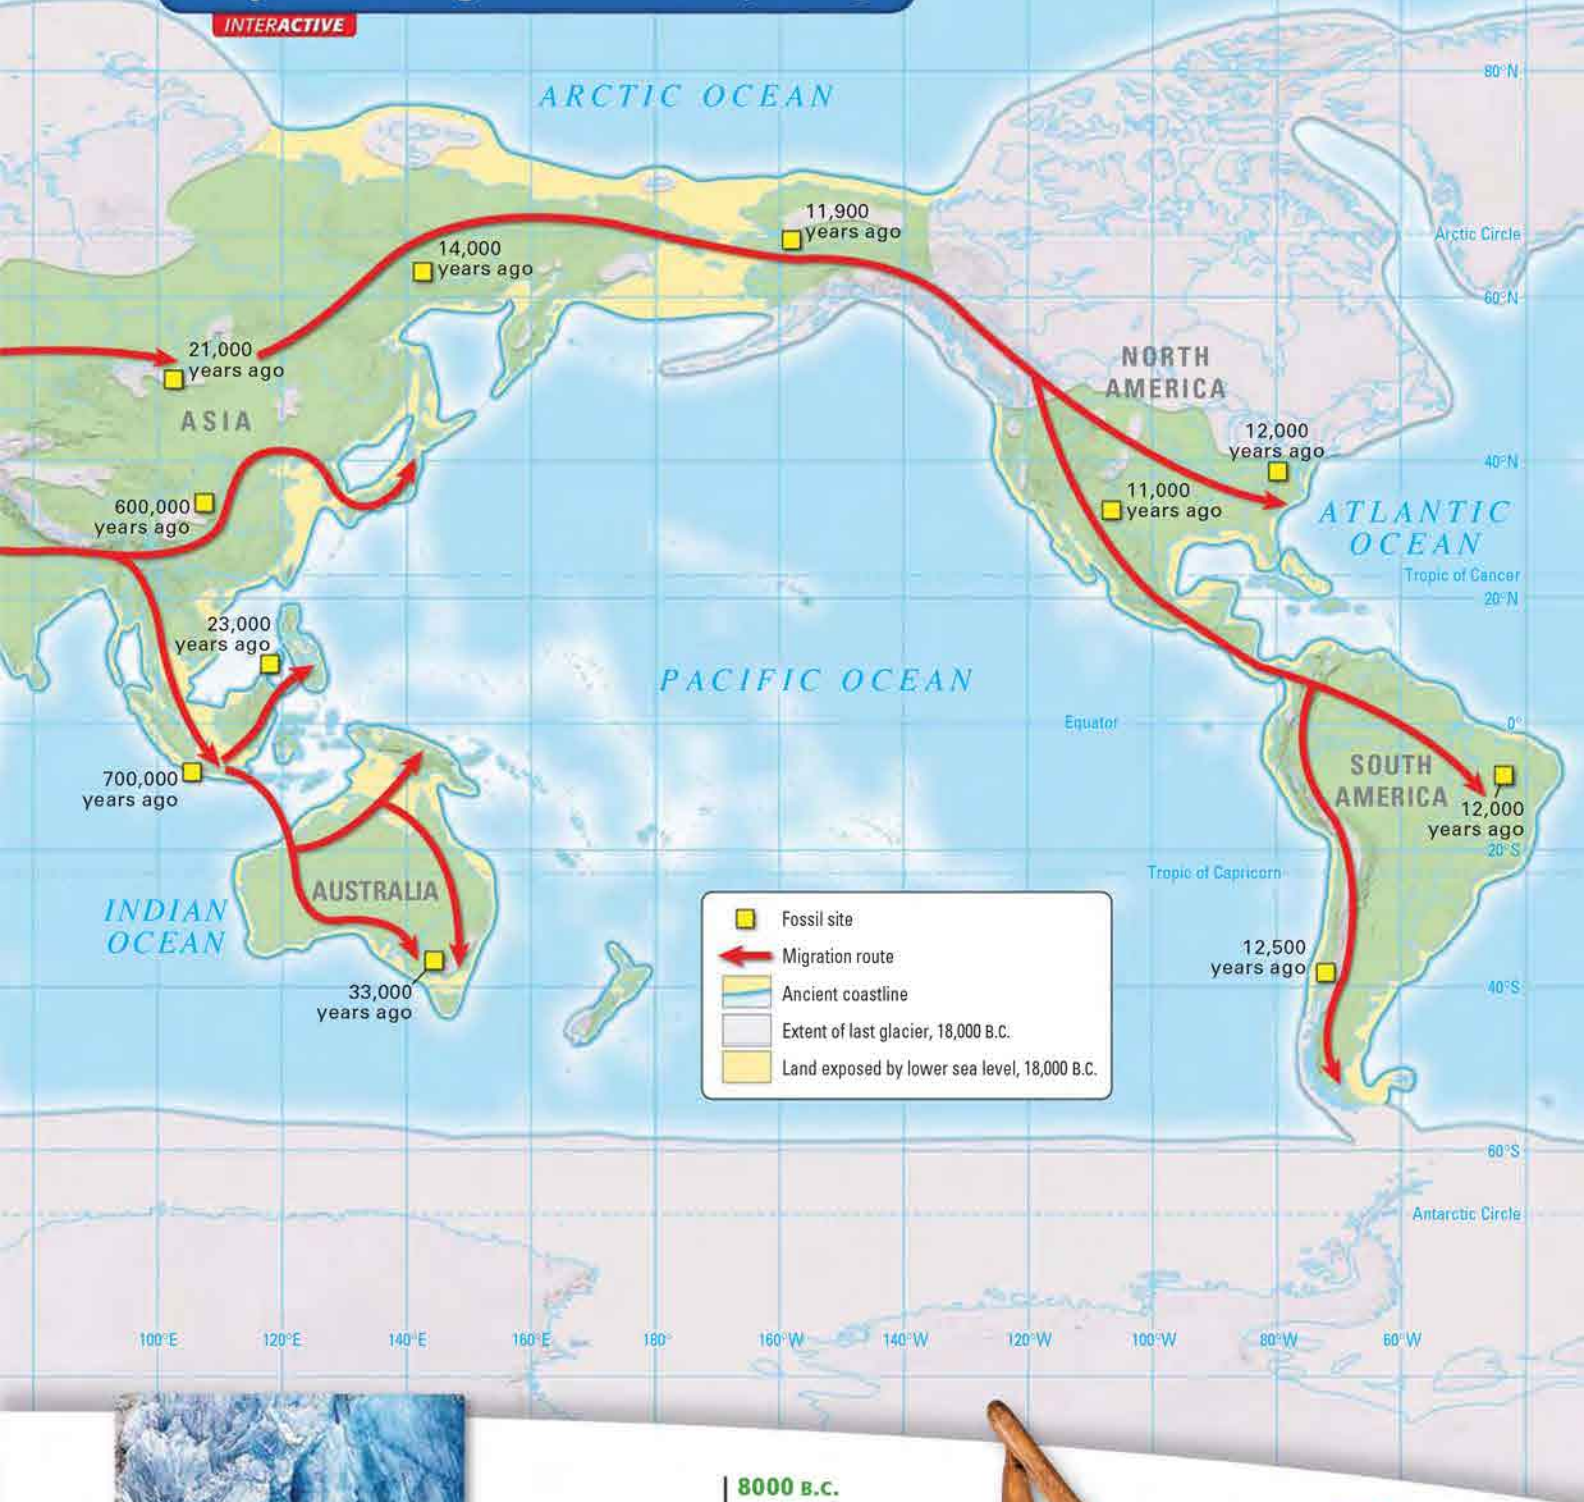 INTERACTIVE
ARCTIC OCEAN
80°N
11,900
years ago
14,000
years ago
Arctic Circle
60°N
21,000
years ago
ASIA
NORTH
AMERICA
12,000
years ago
40°N
600,000
years ago
11,000
years ago
ATLANTIC
OCEAN
Tropic of Cancer
20°N
23,000
years ago
PACIFIC OCEAN
Equator
0°
700,000
years ago
SOUTH
AMERICA
12,000
years ago
20°S
Tropic of Capricorn
AUSTRALIA
INDIAN
OCEAN
33,000
years ago
12,500
years ago
40°S
Fossil site
Migration route
Ancient coastline
Extent of last glacier, 18,000 B.C.
Land exposed by lower sea level, 18,000 B.C.
60°S
Antarctic Circle
100°E 120°E 140°E 160°E 180° 160°W 140°W 120°W 100°W 80°W 60°W
8000 B.C.